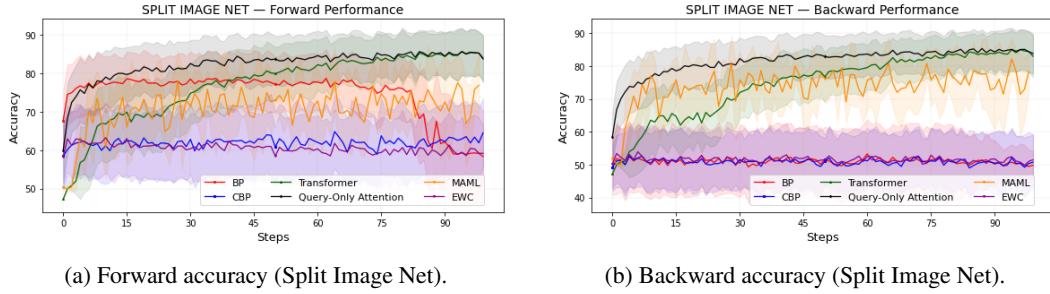 SPLIT IMAGE NET — Forward Performance
Accuracy
90
80
70
60
50
0
15
30
45
60
75
90
Steps
BP
CBP
Transformer
Query-Only Attention
MAML
EWC
(a) Forward accuracy (Split Image Net).
SPLIT IMAGE NET — Backward Performance
Accuracy
90
80
70
60
50
40
0
15
30
45
60
75
90
Steps
BP
CBP
Transformer
Query-Only Attention
MAML
EWC
(b) Backward accuracy (Split Image Net).